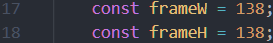 17 const frameW = 138;
18 const frameH = 138;